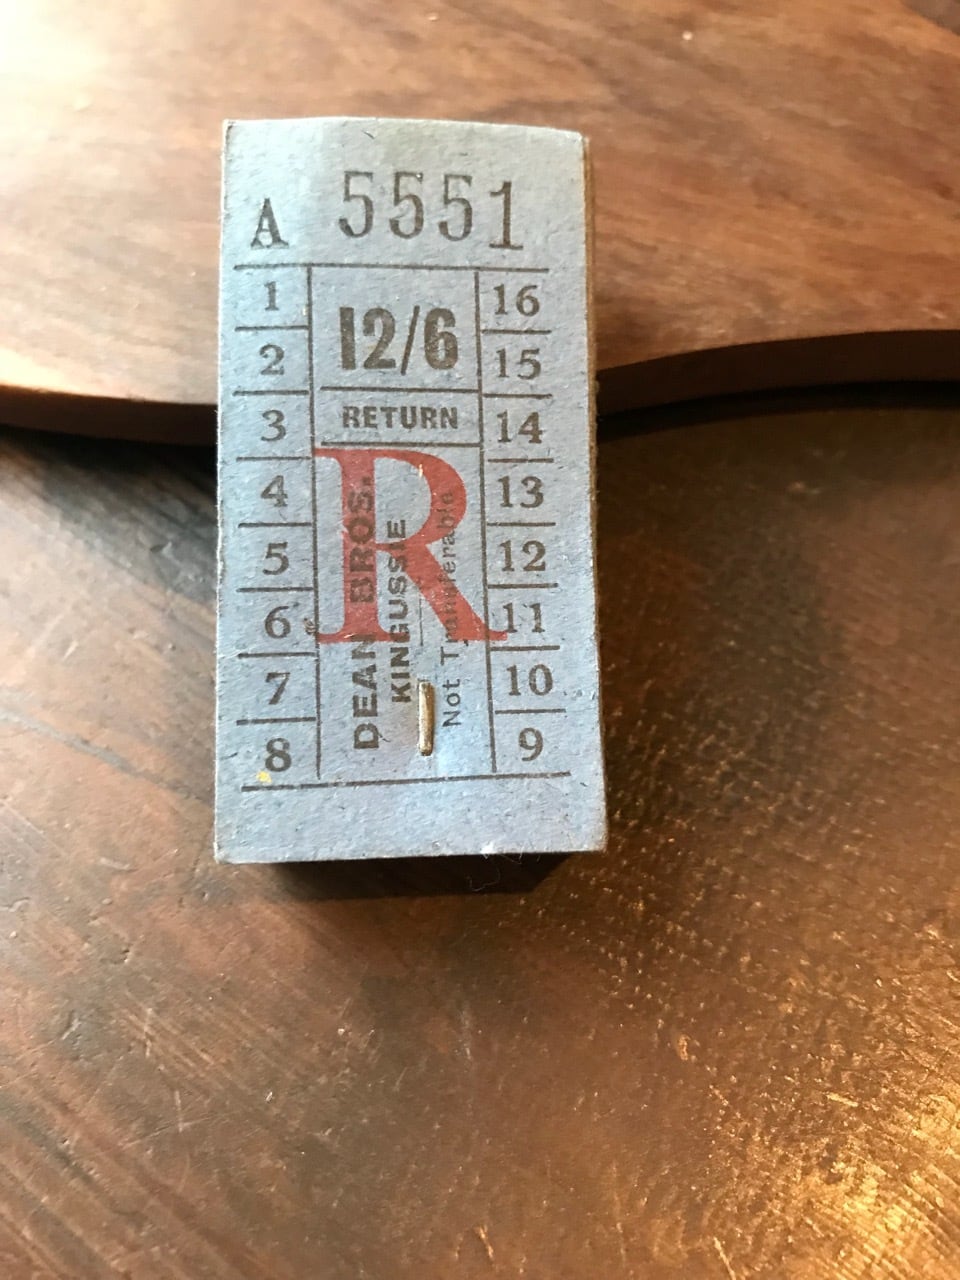 A 5551
1
2
3
4
5
6
7
8
12/6
RETURN
R
DEAN BROS.
KINGUSSIE
Not Transferable
16
15
14
13
12
11
10
9